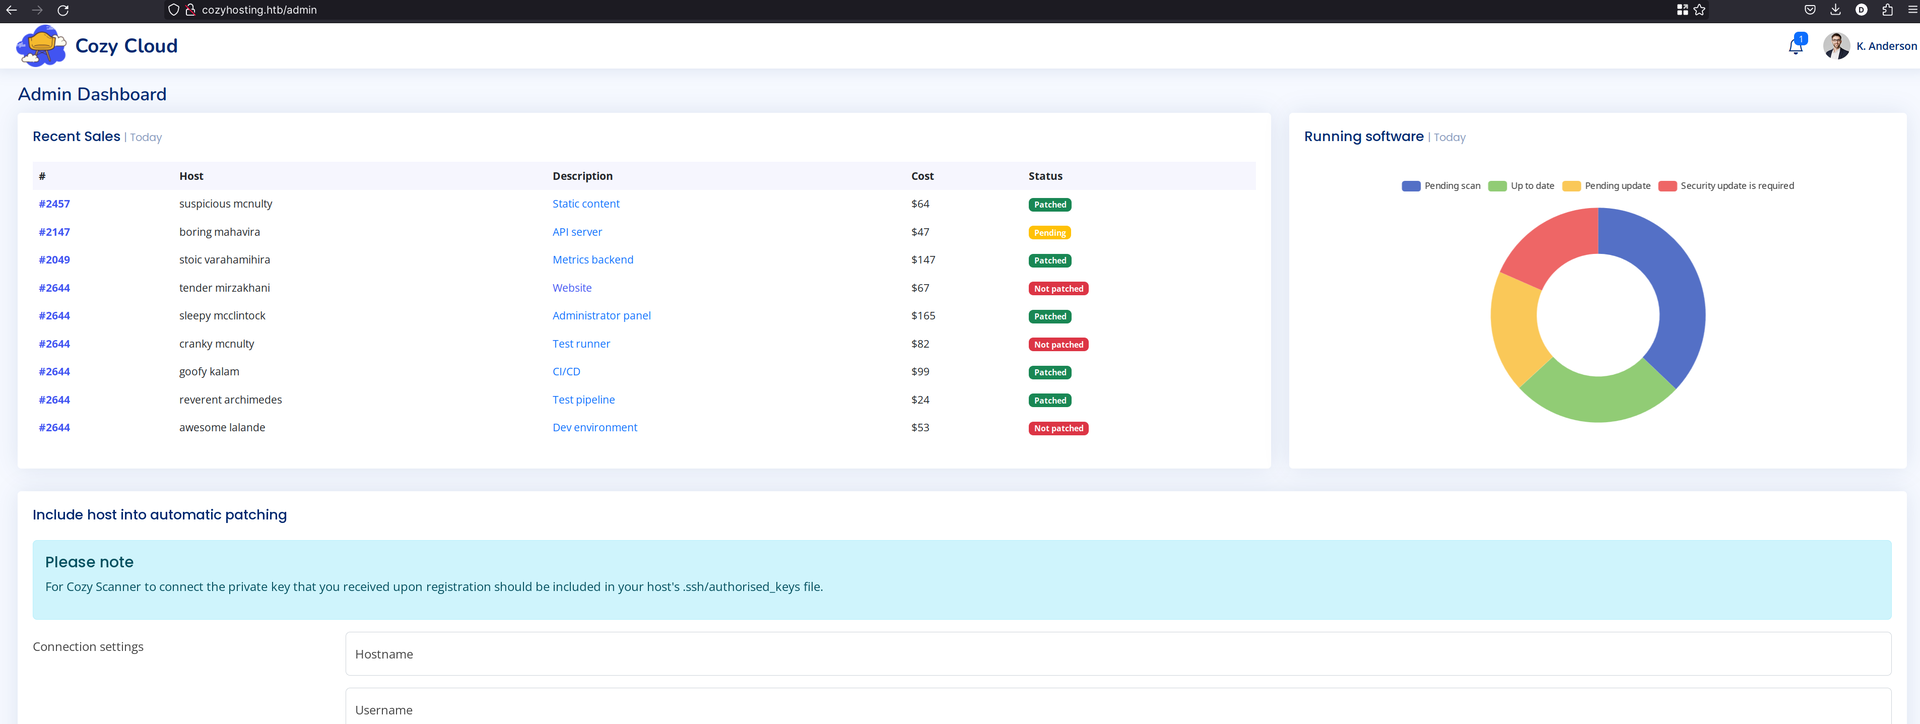 cozyhosting.htb/admin
Cozy Cloud
1
K. Anderson
Admin Dashboard
Recent Sales | Today
# Host Description Cost Status
#2457 suspicious mcnulty Static content $64 Patched
#2147 boring mahavira API server $47 Pending
#2049 stoic varahamihira Metrics backend $147 Patched
#2644 tender mirzakhani Website $67 Not patched
#2644 sleepy mcclintock Administrator panel $165 Patched
#2644 cranky mcnulty Test runner $82 Not patched
#2644 goofy kalam CI/CD $99 Patched
#2644 reverent archimedes Test pipeline $24 Patched
#2644 awesome lalande Dev environment $53 Not patched
Running software | Today
Pending scan Up to date Pending update Security update is required
Include host into automatic patching
Please note
For Cozy Scanner to connect the private key that you received upon registration should be included in your host's .ssh/authorised_keys file.
Connection settings
Hostname
Username